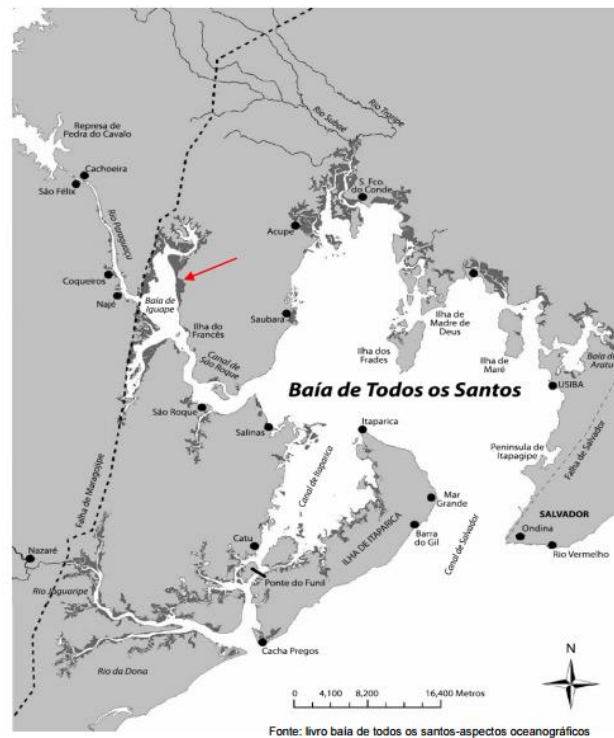 Represa de
Pedra do Cavalo
Cachoeira
São Félix
Rio Paraguaçu
Rio Subaé
Rio Traripe
S. Fco.
do Conde
Acupe
Coqueiros
Najé
Baía de
Iguape
Ilha do
Francês
Saubara
Canal de
São Roque
Ilha dos
Frades
Ilha de
Madre de
Deus
Ilha de
Maré
Baía de
Aratu
USIBA
Baía de Todos os Santos
São Roque
Salinas
Itaparica
Península de
Itapagipe
Falha de Salvador
Falha de Maragojipe
Canal de Itaparica
Mar
Grande
SALVADOR
Ondina
Rio Vermelho
Canal de Salvador
ILHA DE ITAPARICA
Barra
do Gil
Catu
Nazaré
Ponte do Funil
Rio Jaguaripe
Cacha Pregos
Rio da Dona
N
0 4,100 8,200 16,400 Metros
Fonte: livro baía de todos os santos-aspectos oceanográficos